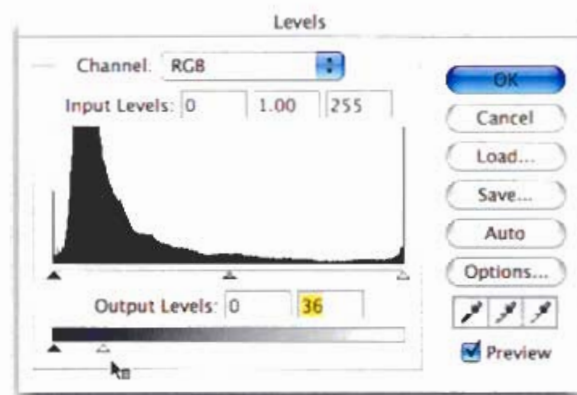 Levels
Channel: RGB
OK
Input Levels: 0 1.00 255
Cancel
Load...
Save...
Auto
Options...
Output Levels: 0 36
Preview